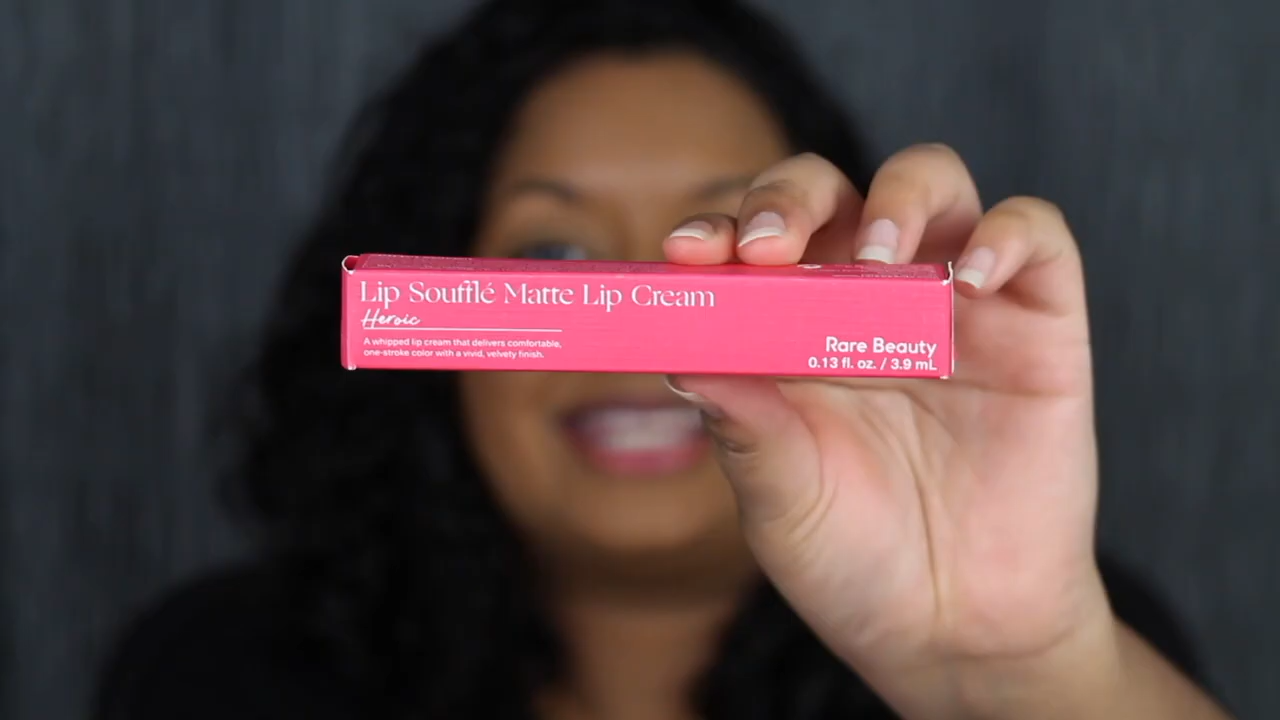 Lip Soufflé Matte Lip Cream
Heroic
A whipped lip cream that delivers comfortable,
one-stroke color with a vivid, velvety finish.
Rare Beauty
0.13 fl. oz. / 3.9 mL